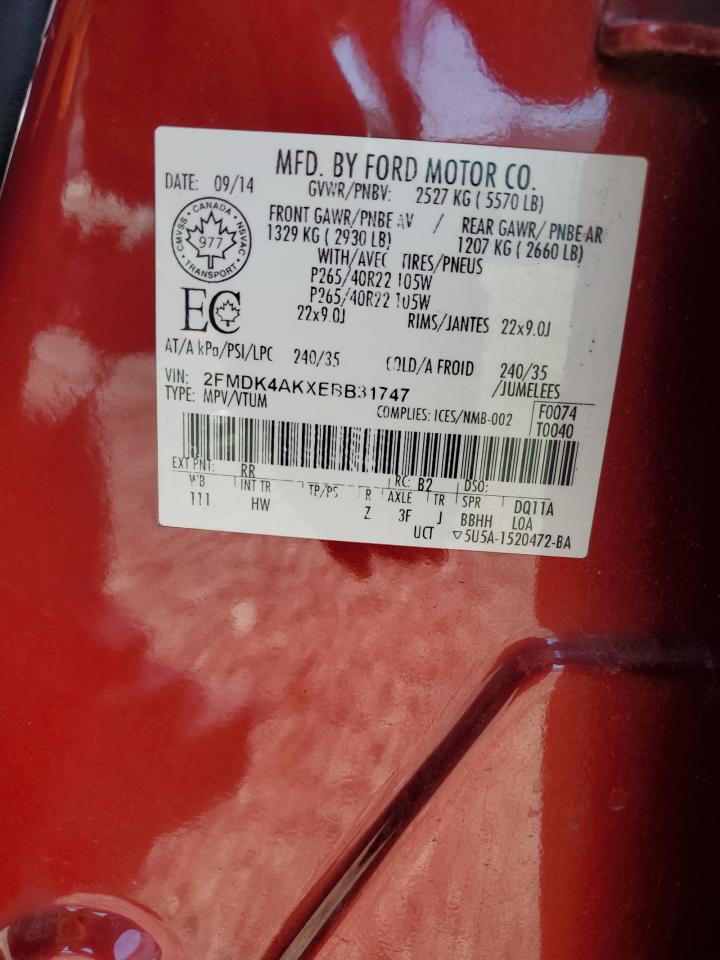 MFD. BY FORD MOTOR CO.
DATE: 09/14
GVWR/PNBV: 2527 KG ( 5570 LB)
FRONT GAWR/PNBE AV / REAR GAWR/ PNBE AR
1329 KG ( 2930 LB) 1207 KG ( 2660 LB)
WITH/AVEC TIRES/PNEUS
P265/40R22 105W
P265/40R22 105W
22x9.0J RIMS/JANTES 22x9.0J
AT/A kPa/PSI/LPC 240/35 COLD/A FROID 240/35
VIN: 2FMDK4AKXEBB31747 /JUMELEES
TYPE: MPV/VTUM COMPLIES: ICES/NMB-002 F0074
T0040
EXT PNT: RR RC: B2 DSO:
WB INT TR TP/PS R AXLE TR SPR DQ11A
111 HW Z 3F J BBHH L0A
UCT ▽5U5A-1520472-BA
CMVSS • CANADA • NSVAC • TRANSPORT •
977
EC